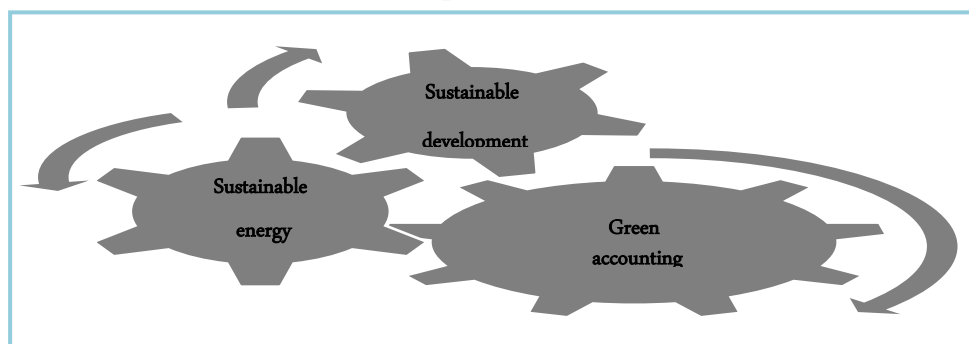 Sustainable
development
Sustainable
energy
Green
accounting